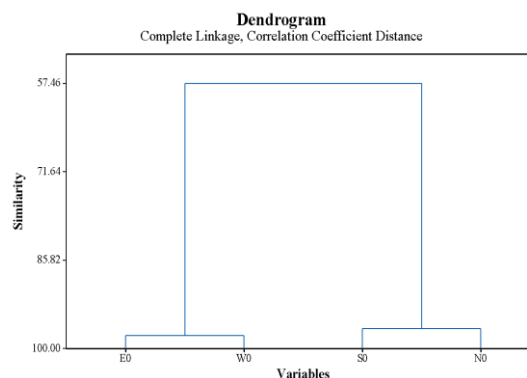 Dendrogram
Complete Linkage, Correlation Coefficient Distance
57.46
71.64
85.82
100.00
Similarity
E0 W0 S0 N0
Variables